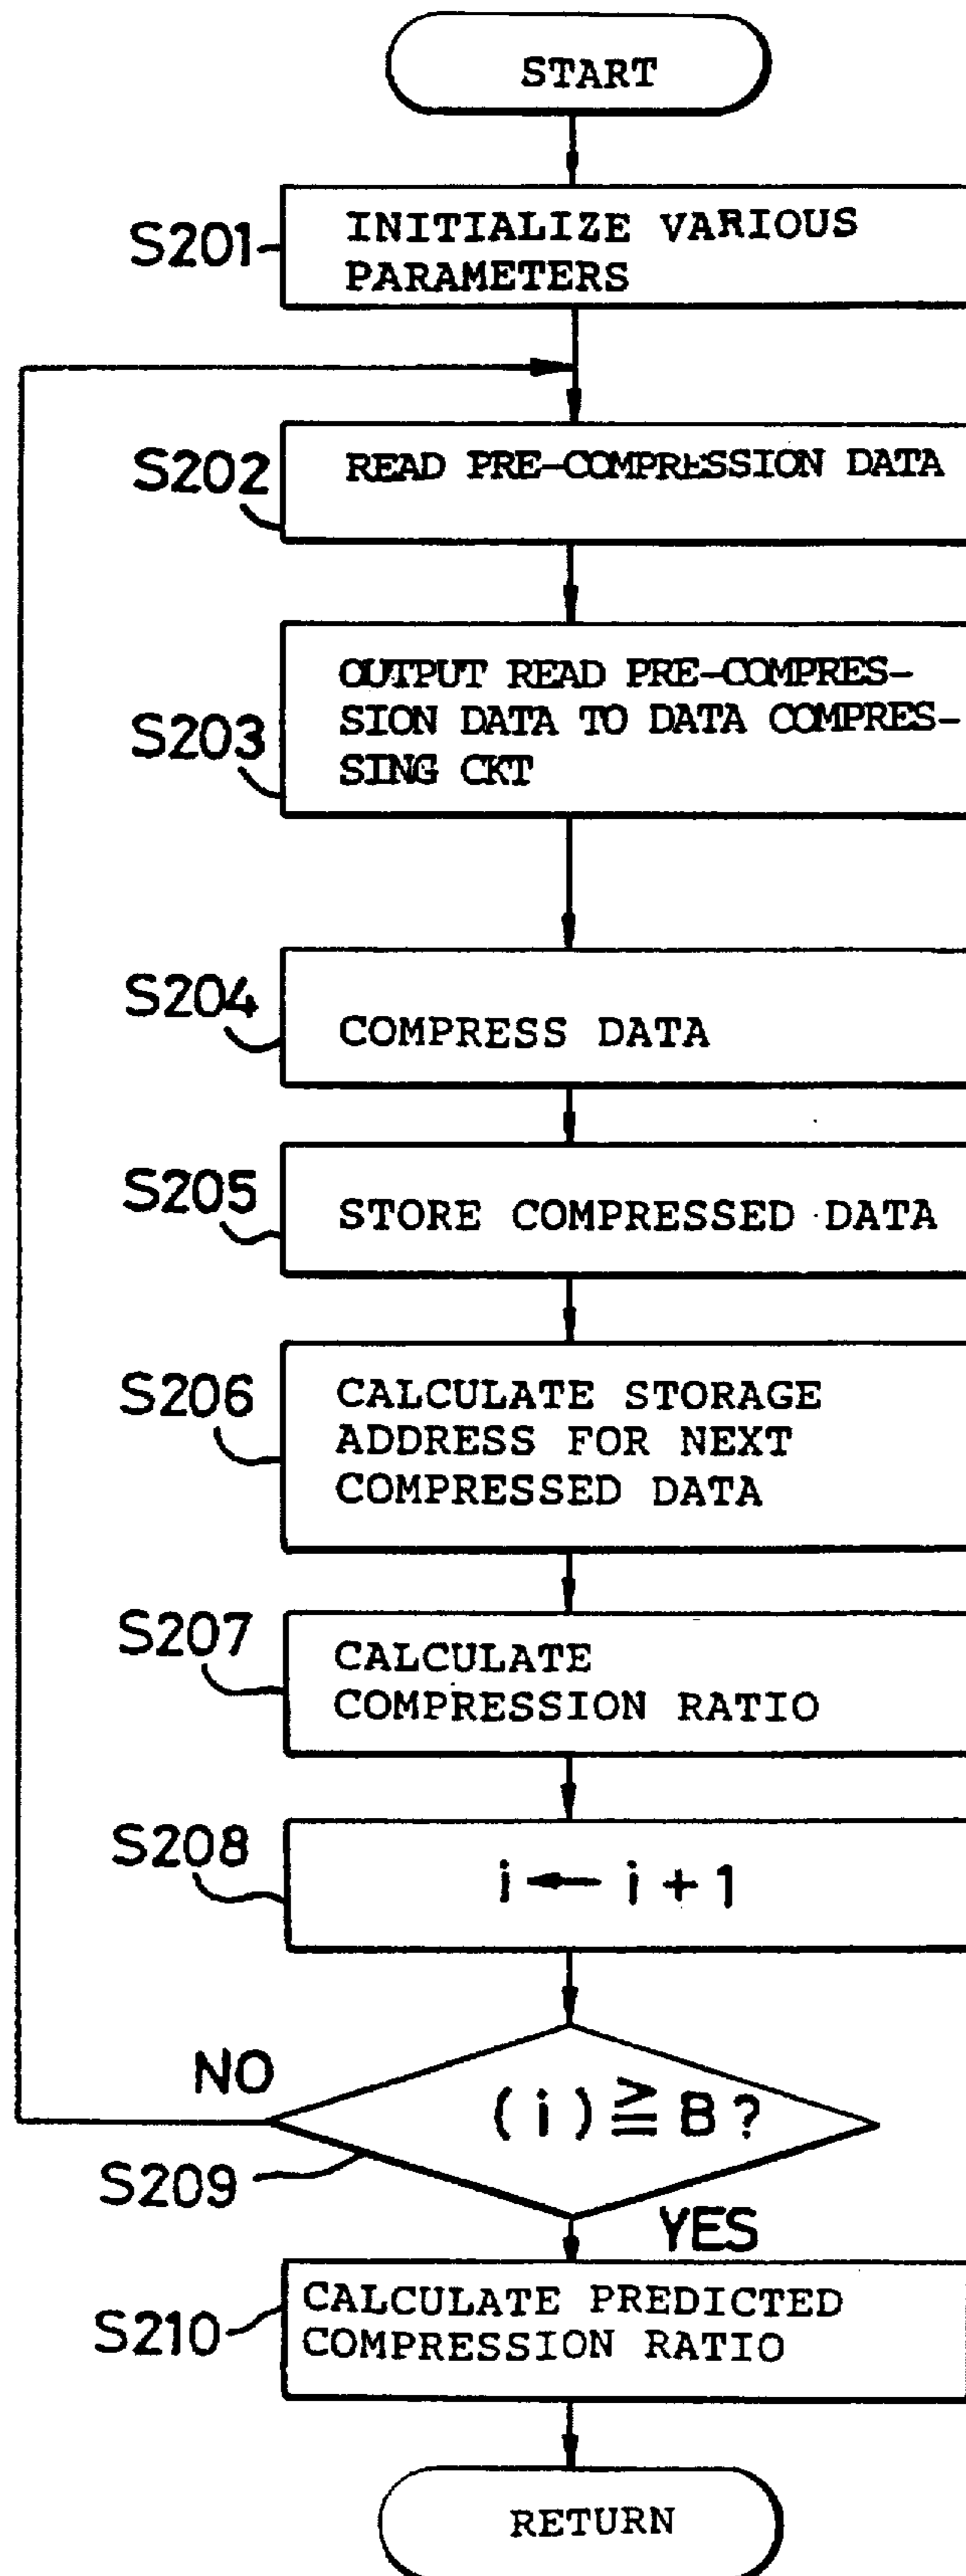 START
S201
INITIALIZE VARIOUS
PARAMETERS
S202
READ PRE-COMPRESSION DATA
S203
OUTPUT READ PRE-COMPRES-
SION DATA TO DATA COMPRES-
SING CKT
S204
COMPRESS DATA
S205
STORE COMPRESSED DATA
S206
CALCULATE STORAGE
ADDRESS FOR NEXT
COMPRESSED DATA
S207
CALCULATE
COMPRESSION RATIO
S208
i ← i + 1
NO
(i) ≧ B?
S209
YES
S210
CALCULATE PREDICTED
COMPRESSION RATIO
RETURN